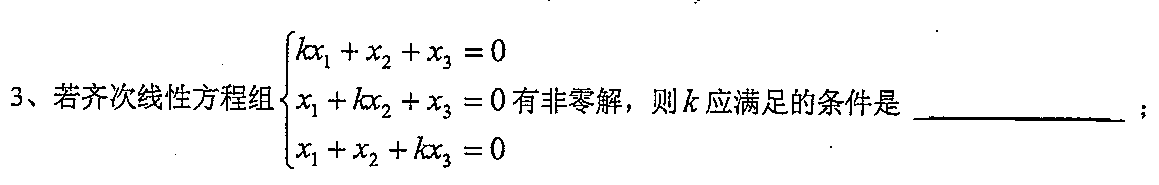 kx₁ + x₂ + x₃ = 0
3、若齐次线性方程组 x₁ + kx₂ + x₃ = 0 有非零解，则 k 应满足的条件是 ________ ；
x₁ + x₂ + kx₃ = 0